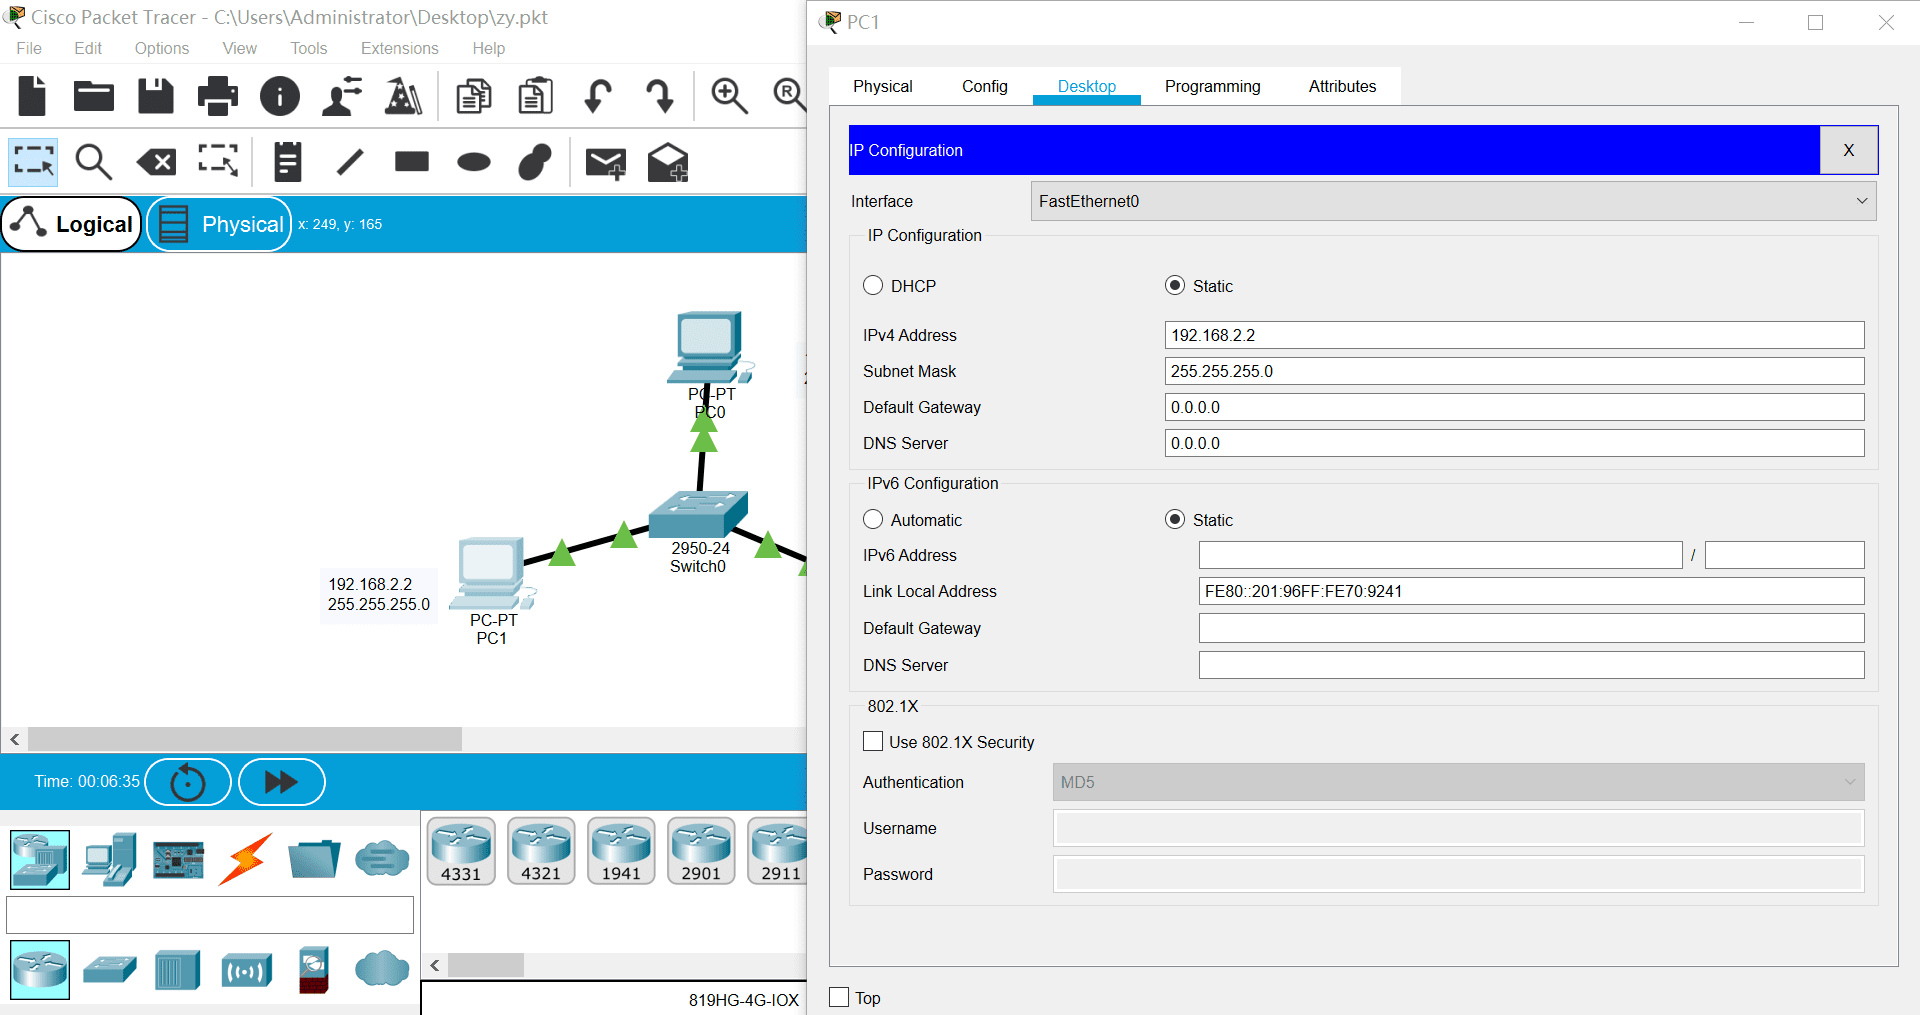 Cisco Packet Tracer - C:\Users\Administrator\Desktop\zy.pkt
File Edit Options View Tools Extensions Help
R
Logical Physical x: 249, y: 165
PC-PT
PC0
2950-24
Switch0
192.168.2.2
255.255.255.0
PC-PT
PC1
Time: 00:06:35
4331 4321 1941 2901 2911
819HG-4G-IOX
PC1
Physical Config Desktop Programming Attributes
IP Configuration X
Interface FastEthernet0
IP Configuration
DHCP Static
IPv4 Address 192.168.2.2
Subnet Mask 255.255.255.0
Default Gateway 0.0.0.0
DNS Server 0.0.0.0
IPv6 Configuration
Automatic Static
IPv6 Address /
Link Local Address FE80::201:96FF:FE70:9241
Default Gateway
DNS Server
802.1X
Use 802.1X Security
Authentication MD5
Username
Password
Top